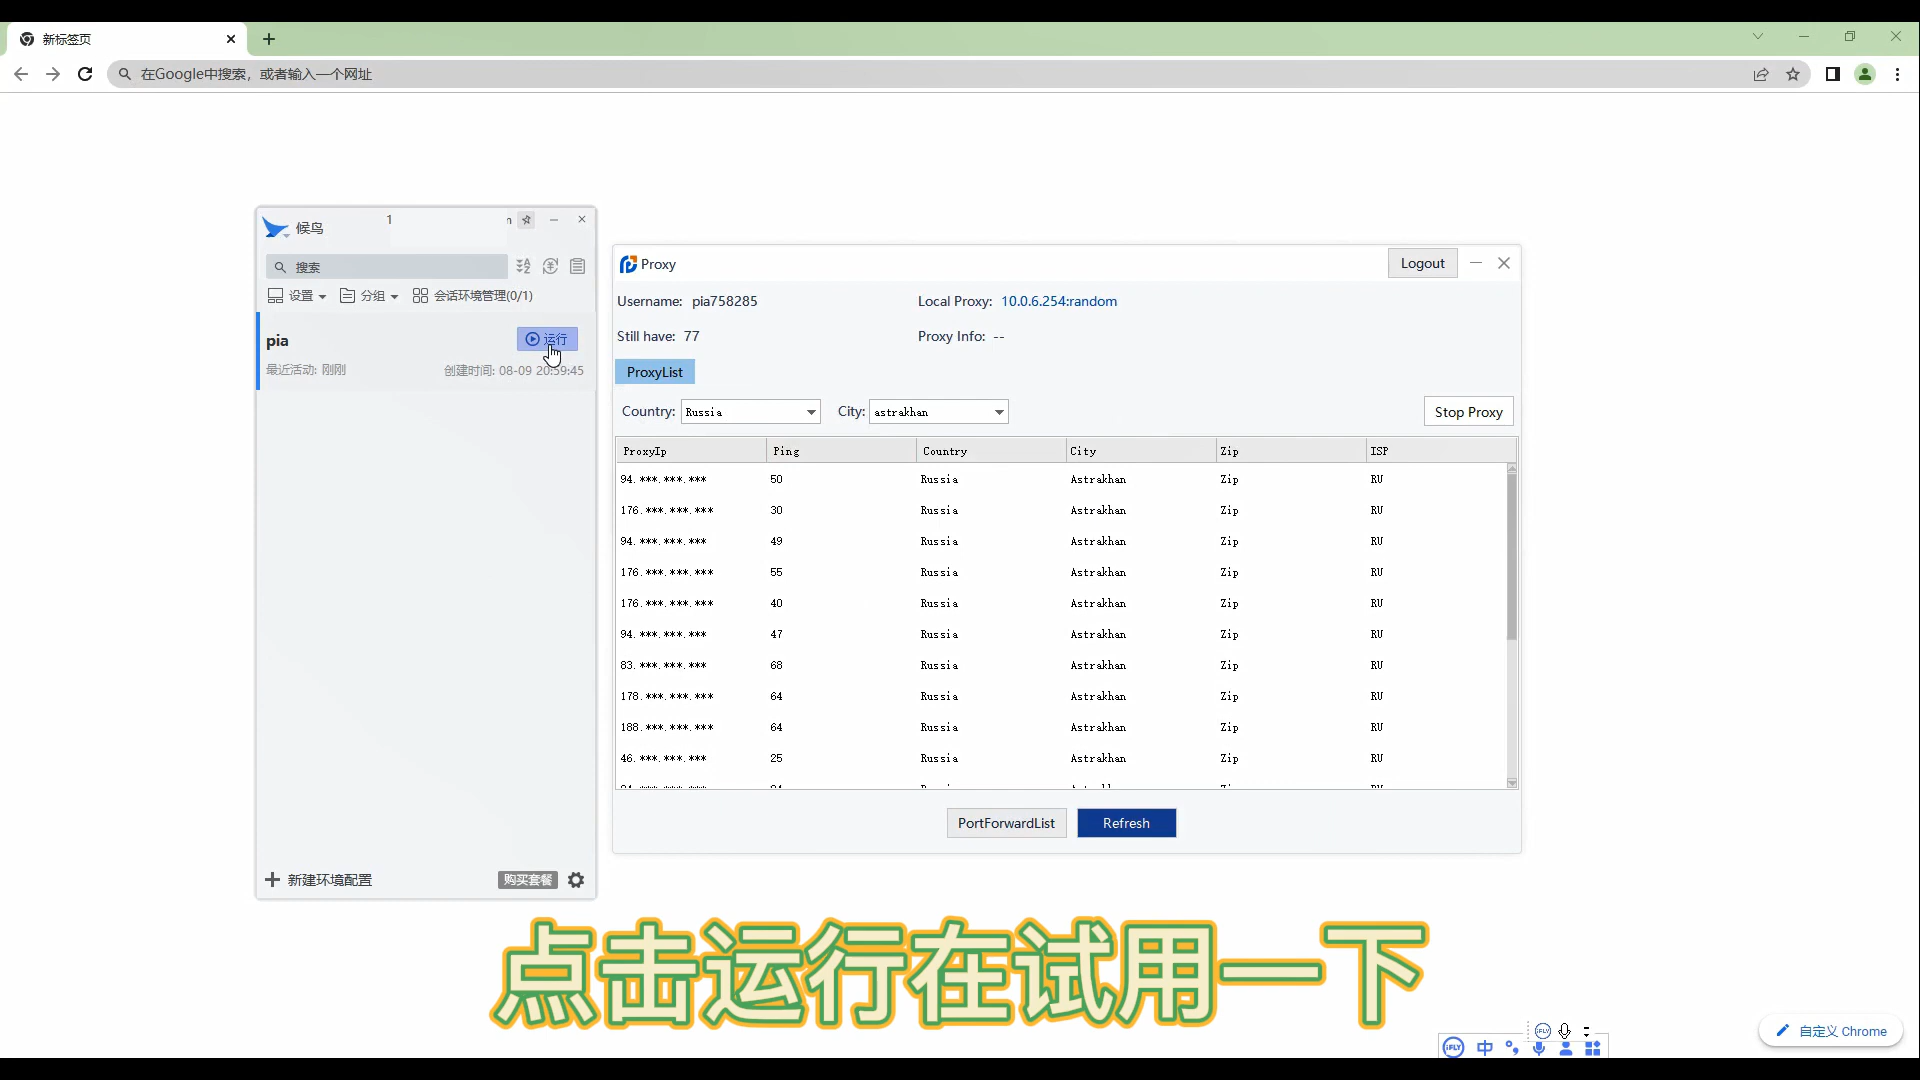 新标签页
在Google中搜索，或者输入一个网址
候鸟
1
n
搜索
设置
分组
会话环境管理(0/1)
pia
运行
最近活动: 刚刚
创建时间: 08-09 20:59:45
新建环境配置
购买套餐
Proxy
Logout
Username: pia758285
Local Proxy: 10.0.6.254:random
Still have: 77
Proxy Info: --
ProxyList
Country: Russia
City: astrakhan
Stop Proxy
ProxyIp Ping Country City Zip ISP
94.***.***.*** 50 Russia Astrakhan Zip RU
176.***.***.*** 30 Russia Astrakhan Zip RU
94.***.***.*** 49 Russia Astrakhan Zip RU
176.***.***.*** 55 Russia Astrakhan Zip RU
176.***.***.*** 40 Russia Astrakhan Zip RU
94.***.***.*** 47 Russia Astrakhan Zip RU
83.***.***.*** 68 Russia Astrakhan Zip RU
178.***.***.*** 64 Russia Astrakhan Zip RU
188.***.***.*** 64 Russia Astrakhan Zip RU
46.***.***.*** 25 Russia Astrakhan Zip RU
PortForwardList
Refresh
点击运行在试用一下
iFLY
iFLY 中
自定义 Chrome